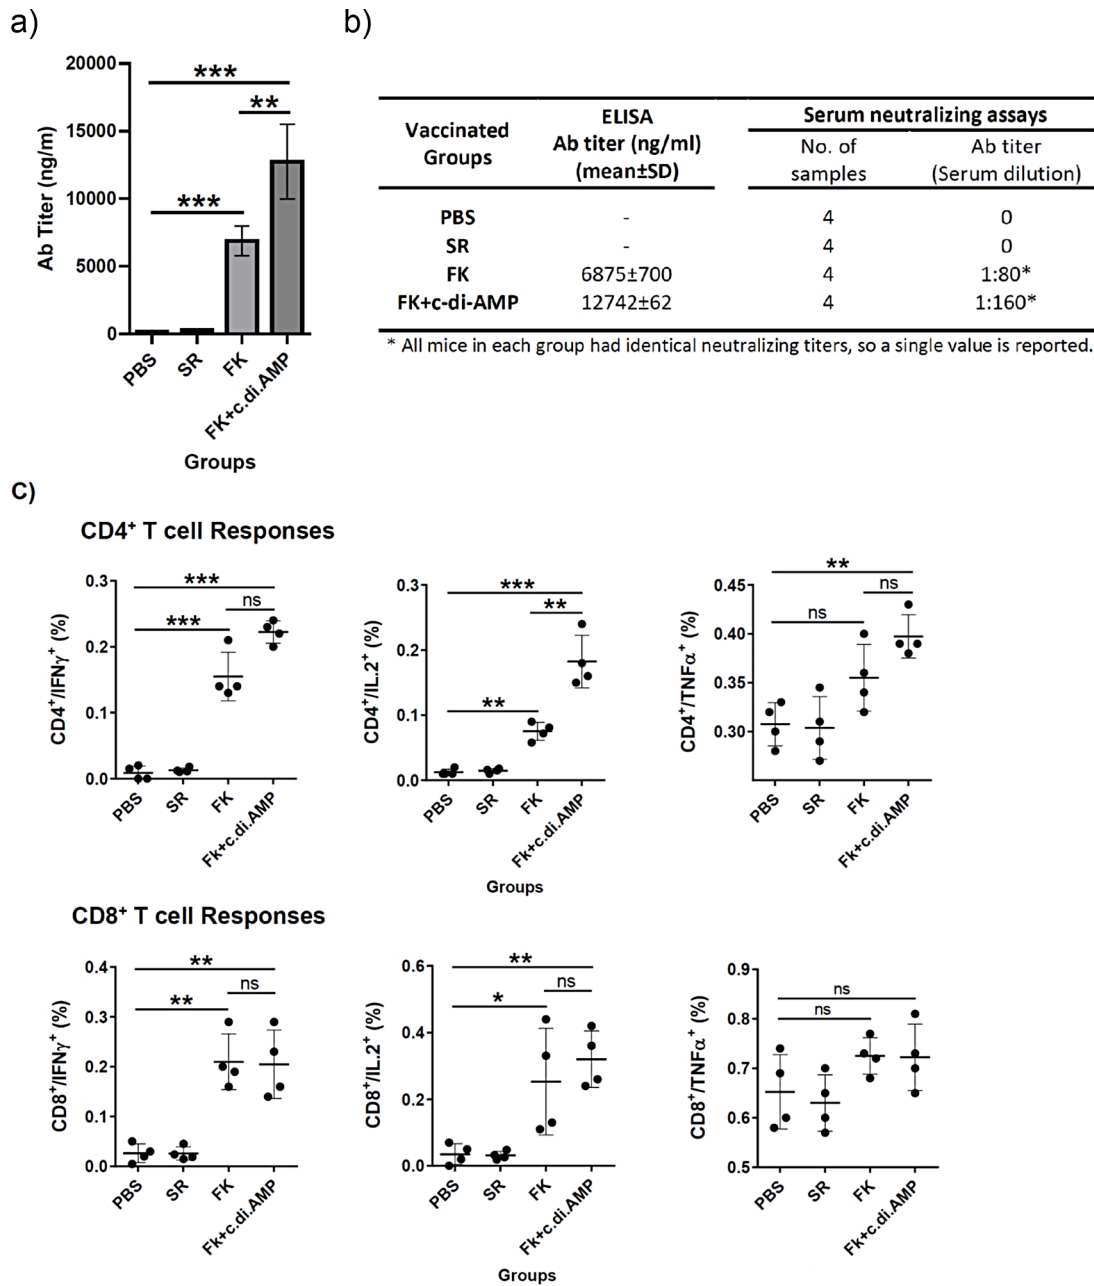 a)
20000
15000
10000
5000
0
Ab Titer (ng/m)
***
**
***
PBS
SR
FK
FK+c.di.AMP
Groups
b)
Vaccinated Groups
ELISA
Ab titer (ng/ml)
(mean±SD)
Serum neutralizing assays
No. of samples
Ab titer
(Serum dilution)
PBS - 4 0
SR - 4 0
FK 6875±700 4 1:80*
FK+c-di-AMP 12742±62 4 1:160*
* All mice in each group had identical neutralizing titers, so a single value is reported.
c)
CD4⁺ T cell Responses
CD4⁺/IFNγ⁺ (%)
0.3
0.2
0.1
0.0
***
ns
***
PBS
SR
FK
Fk+c.di.AMP
CD4⁺/IL.2⁺ (%)
0.3
0.2
0.1
0.0
***
**
**
PBS
SR
FK
Fk+c.di.AMP
Groups
CD4⁺/TNFα⁺ (%)
0.45
0.40
0.35
0.30
**
ns
ns
PBS
SR
FK
Fk+c.di.AMP
CD8⁺ T cell Responses
CD8⁺/IFNγ⁺ (%)
0.4
0.3
0.2
0.1
0.0
**
ns
**
PBS
SR
FK
Fk+c.di.AMP
CD8⁺/IL.2⁺ (%)
0.6
0.4
0.2
0.0
**
ns
*
PBS
SR
FK
Fk+c.di.AMP
Groups
CD8⁺/TNFα⁺ (%)
0.9
0.8
0.7
0.6
0.5
ns
ns
PBS
SR
FK
Fk+c.di.AMP